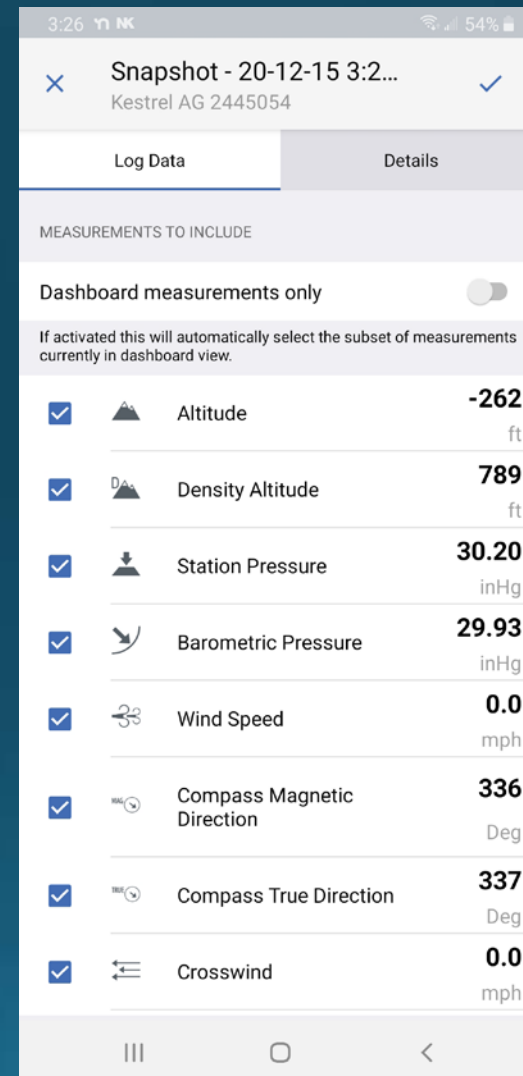 3:26 NK 54%
Snapshot - 20-12-15 3:2...
Kestrel AG 2445054
Log Data Details
MEASUREMENTS TO INCLUDE
Dashboard measurements only
If activated this will automatically select the subset of measurements
currently in dashboard view.
Altitude -262
ft
D
Density Altitude 789
ft
Station Pressure 30.20
inHg
Barometric Pressure 29.93
inHg
Wind Speed 0.0
mph
MAG Compass Magnetic 336
Direction Deg
TRUE Compass True Direction 337
Deg
Crosswind 0.0
mph